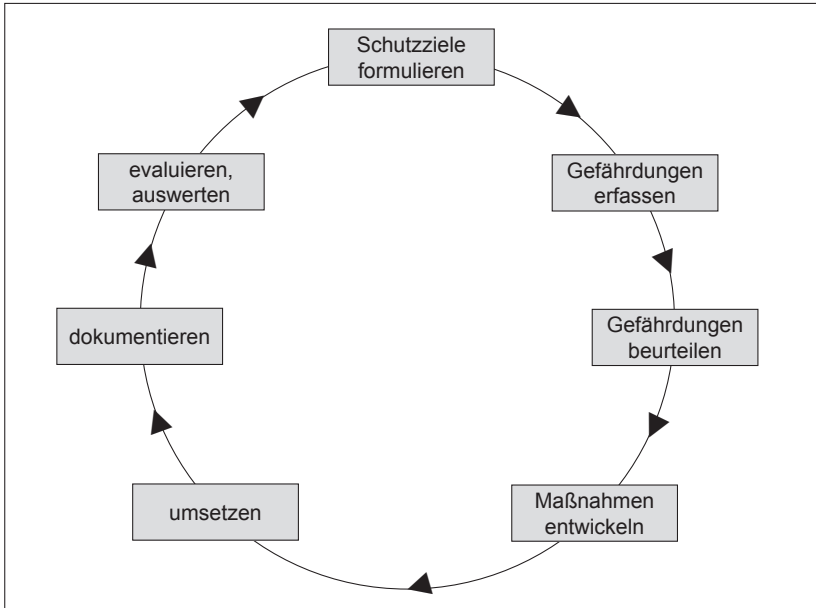 Schutzziele
formulieren
Gefährdungen
erfassen
Gefährdungen
beurteilen
Maßnahmen
entwickeln
umsetzen
dokumentieren
evaluieren,
auswerten